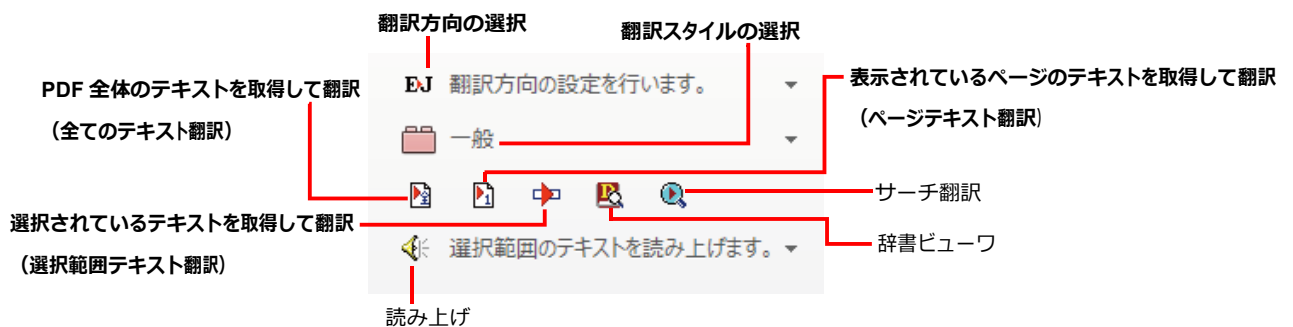 翻訳方向の選択
翻訳スタイルの選択
PDF 全体のテキストを取得して翻訳
（全てのテキスト翻訳）
E›J 翻訳方向の設定を行います。
表示されているページのテキストを取得して翻訳
（ページテキスト翻訳）
一般
サーチ翻訳
選択されているテキストを取得して翻訳
（選択範囲テキスト翻訳）
選択範囲のテキストを読み上げます。
辞書ビューワ
読み上げ